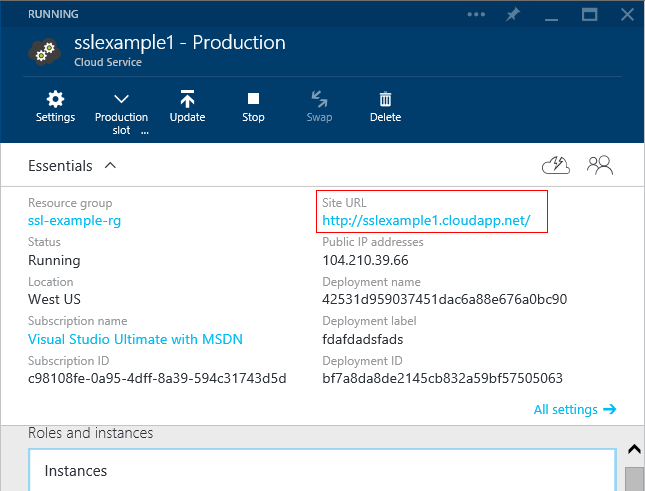 RUNNING
sslexample1 - Production
Cloud Service
Settings
Production slot ...
Update
Stop
Swap
Delete
Essentials
Resource group
ssl-example-rg
Site URL
http://sslexample1.cloudapp.net/
Status
Running
Public IP addresses
104.210.39.66
Location
West US
Deployment name
42531d959037451dac6a88e676a0bc90
Subscription name
Visual Studio Ultimate with MSDN
Deployment label
fdafdadsfads
Subscription ID
c98108fe-0a95-4dff-8a39-594c31743d5d
Deployment ID
bf7a8da8de2145cb832a59bf57505063
All settings
Roles and instances
Instances